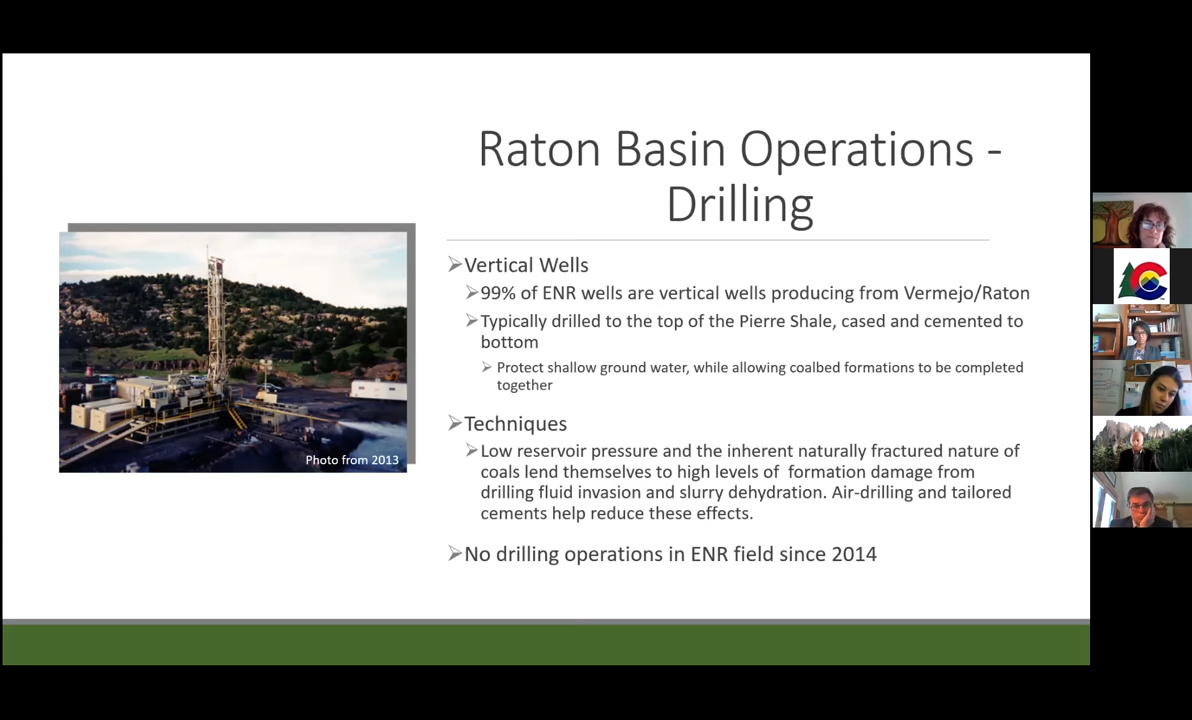 Raton Basin Operations -
Drilling
➢Vertical Wells
➢99% of ENR wells are vertical wells producing from Vermejo/Raton
➢Typically drilled to the top of the Pierre Shale, cased and cemented to
bottom
➢Protect shallow ground water, while allowing coalbed formations to be completed
together
➢Techniques
➢Low reservoir pressure and the inherent naturally fractured nature of
coals lend themselves to high levels of formation damage from
drilling fluid invasion and slurry dehydration. Air-drilling and tailored
cements help reduce these effects.
➢No drilling operations in ENR field since 2014
Photo from 2013